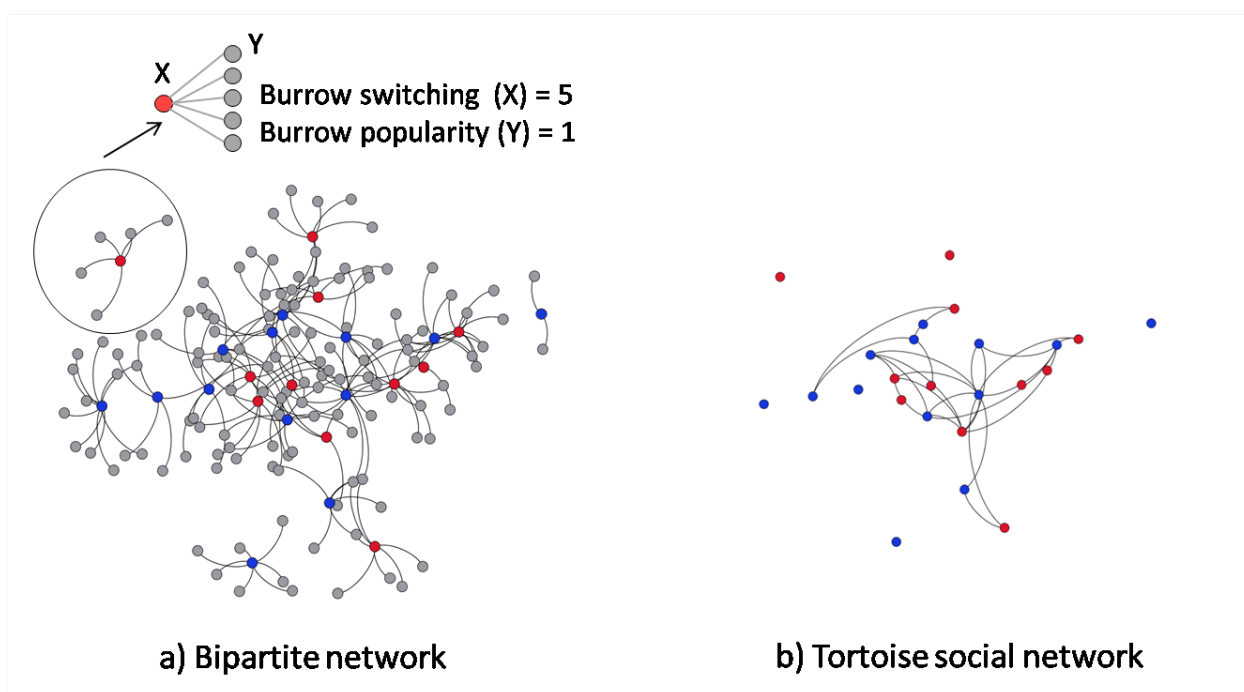 Y
X
Burrow switching (X) = 5
Burrow popularity (Y) = 1
a) Bipartite network
b) Tortoise social network